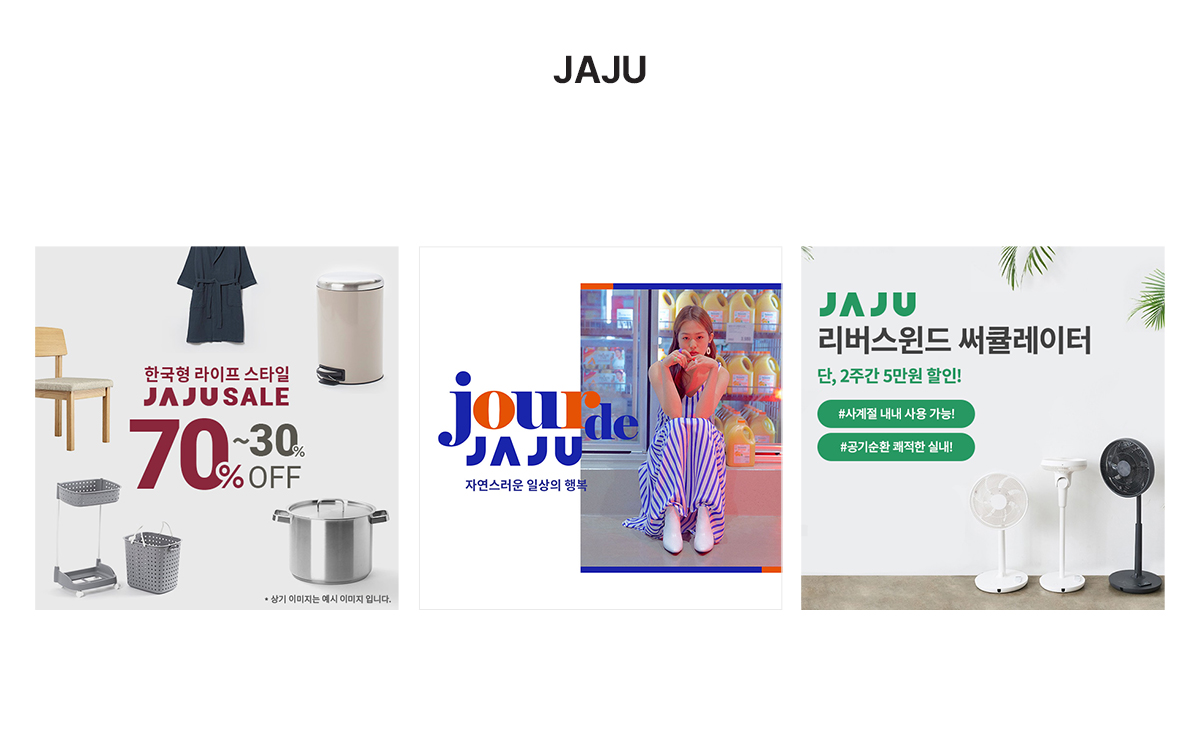 JAJU
한국형 라이프 스타일
JAJU SALE
70%~30%
OFF
* 상기 이미지는 예시 이미지 입니다.
jour de
JAJU
자연스러운 일상의 행복
JAJU
리버스윈드 써큘레이터
단, 2주간 5만원 할인!
#사계절 내내 사용 가능!
#공기순환 쾌적한 실내!